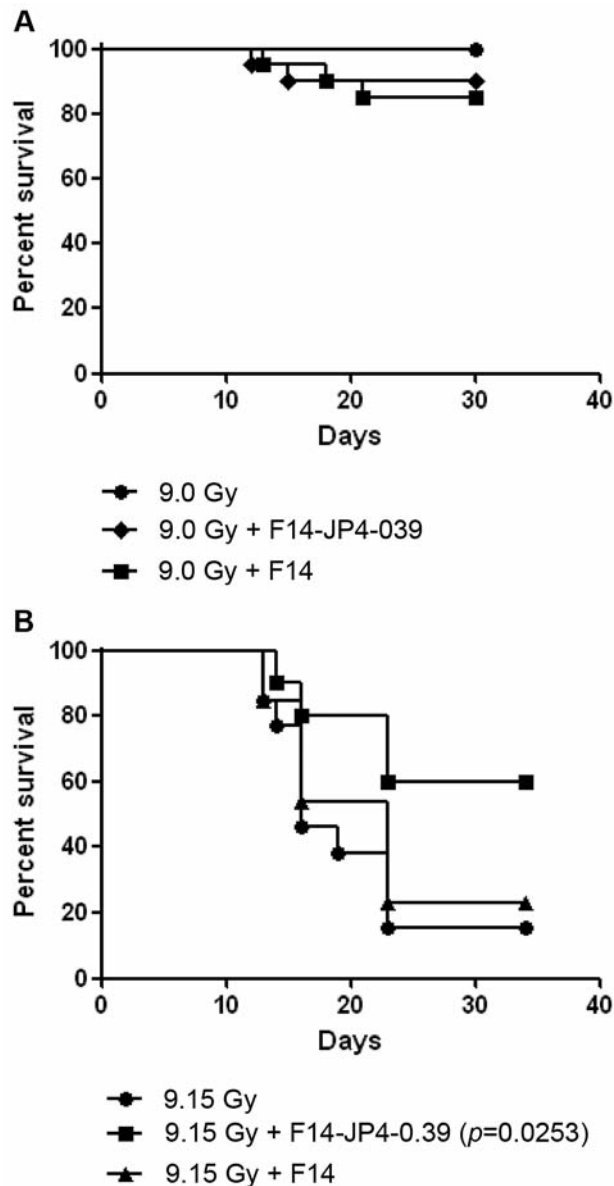 A
100
80
60
40
20
0
Percent survival
0 10 20 30 40
Days
9.0 Gy
9.0 Gy + F14-JP4-039
9.0 Gy + F14
B
100
80
60
40
20
0
Percent survival
0 10 20 30 40
Days
9.15 Gy
9.15 Gy + F14-JP4-0.39 (p=0.0253)
9.15 Gy + F14